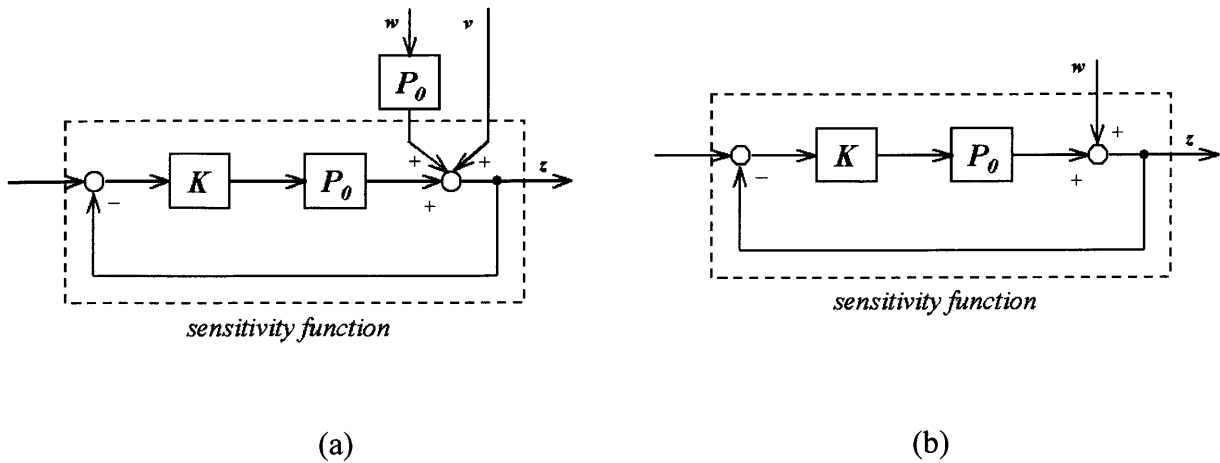 w v
P₀
+ +
K P₀ + z
−
sensitivity function
(a)
w
+
K P₀ + z
−
sensitivity function
(b)